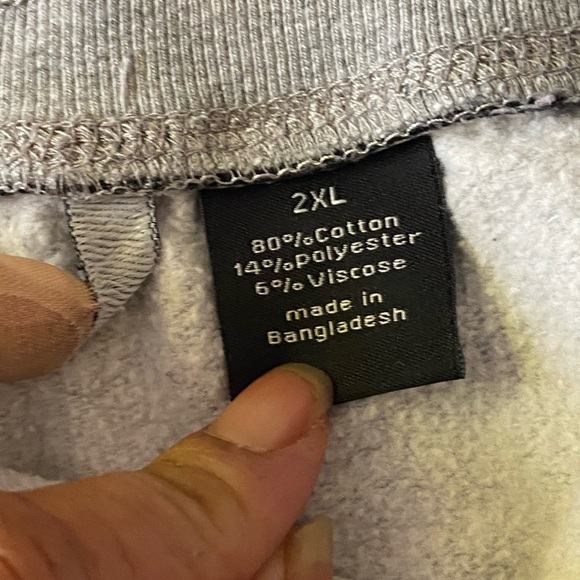 2XL
80%Cotton
14%polyester
6%Viscose
made in
Bangladesh